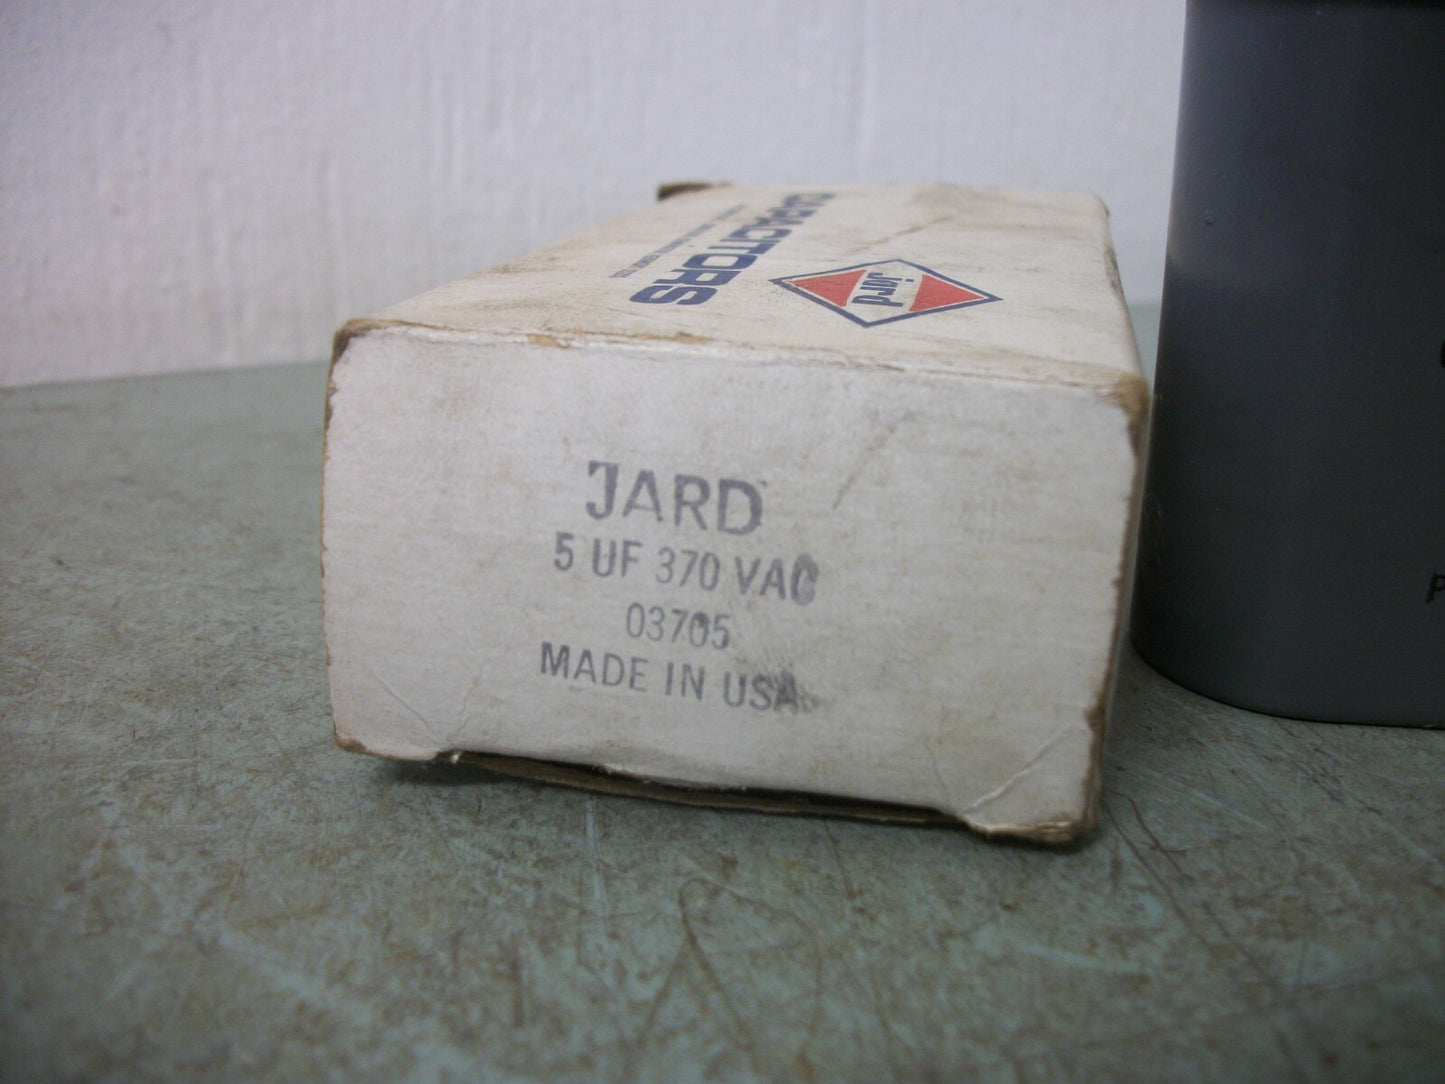 CAPACITORS
jard
JARD
5 UF 370 VAC
03705
MADE IN USA